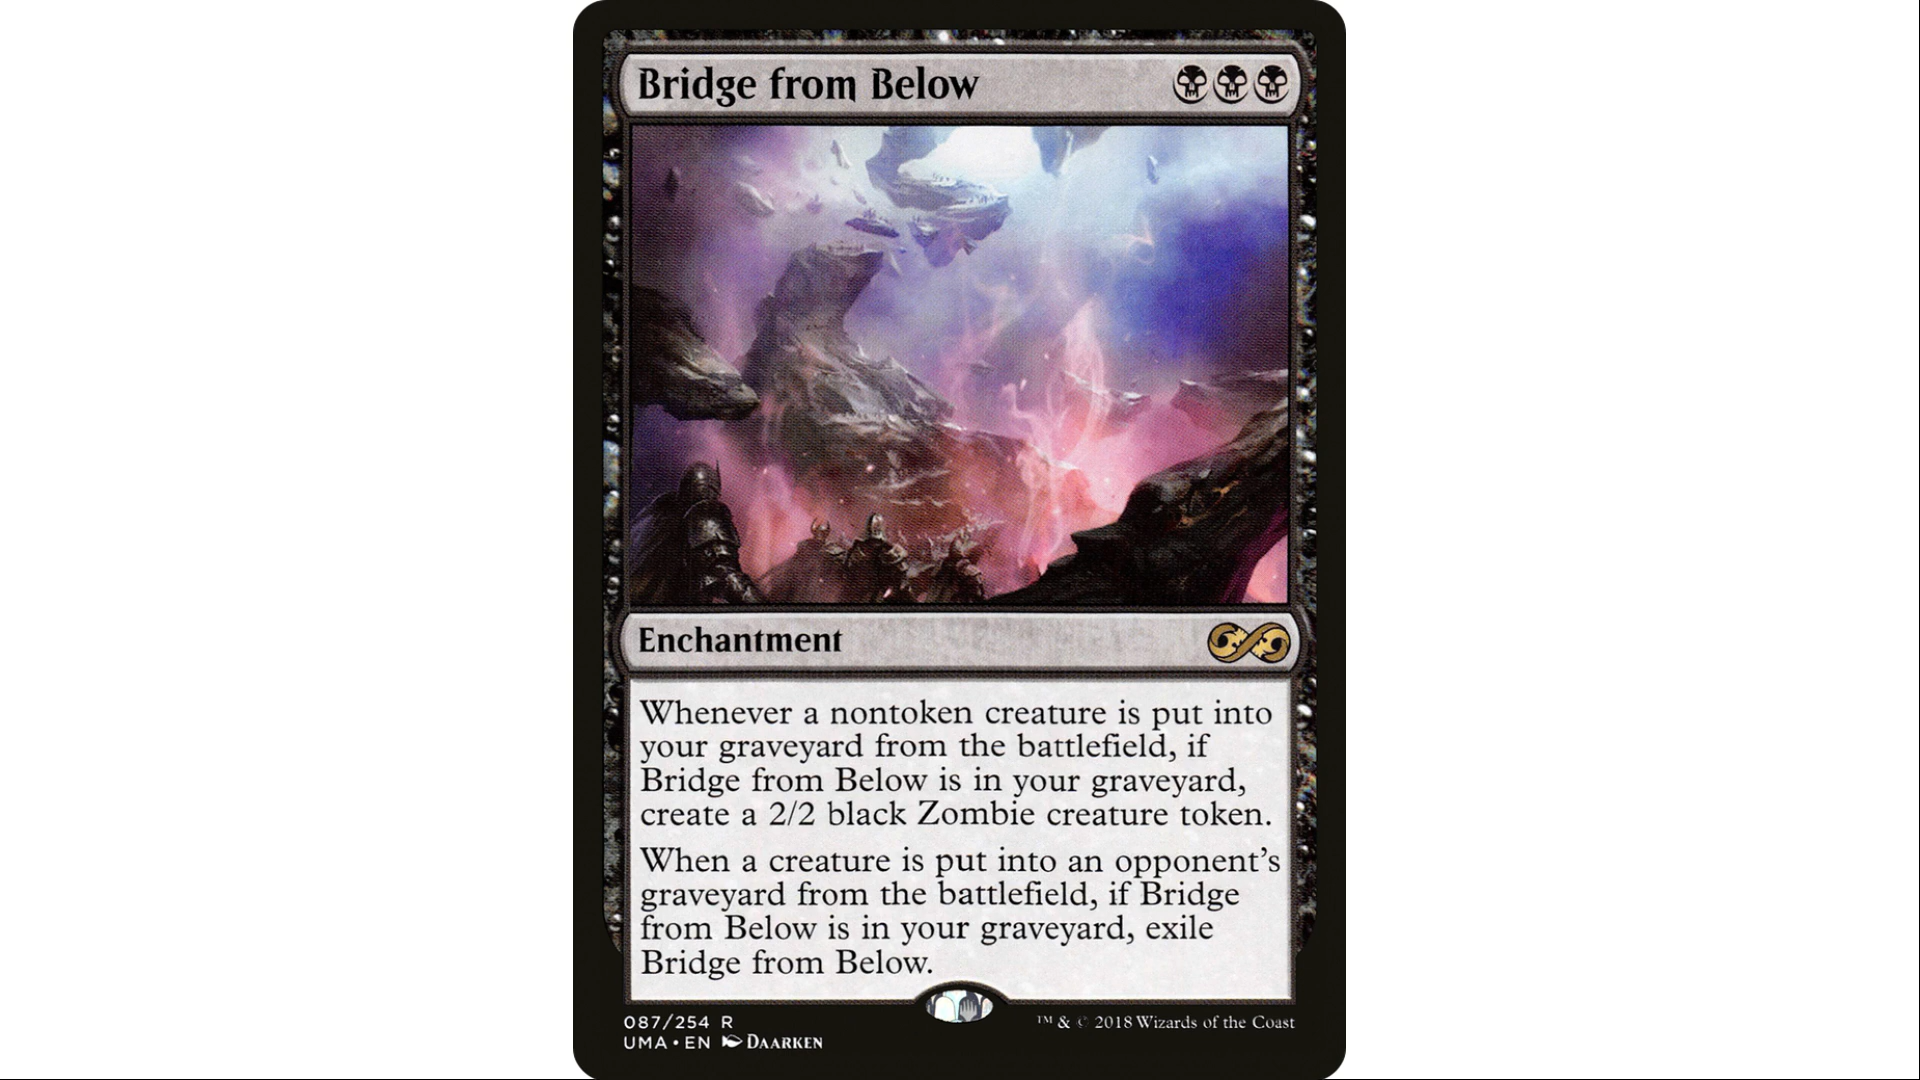 Bridge from Below
Enchantment
Whenever a nontoken creature is put into
your graveyard from the battlefield, if
Bridge from Below is in your graveyard,
create a 2/2 black Zombie creature token.
When a creature is put into an opponent's
graveyard from the battlefield, if Bridge
from Below is in your graveyard, exile
Bridge from Below.
087/254 R
™ & © 2018 Wizards of the Coast
UMA • EN DAARKEN